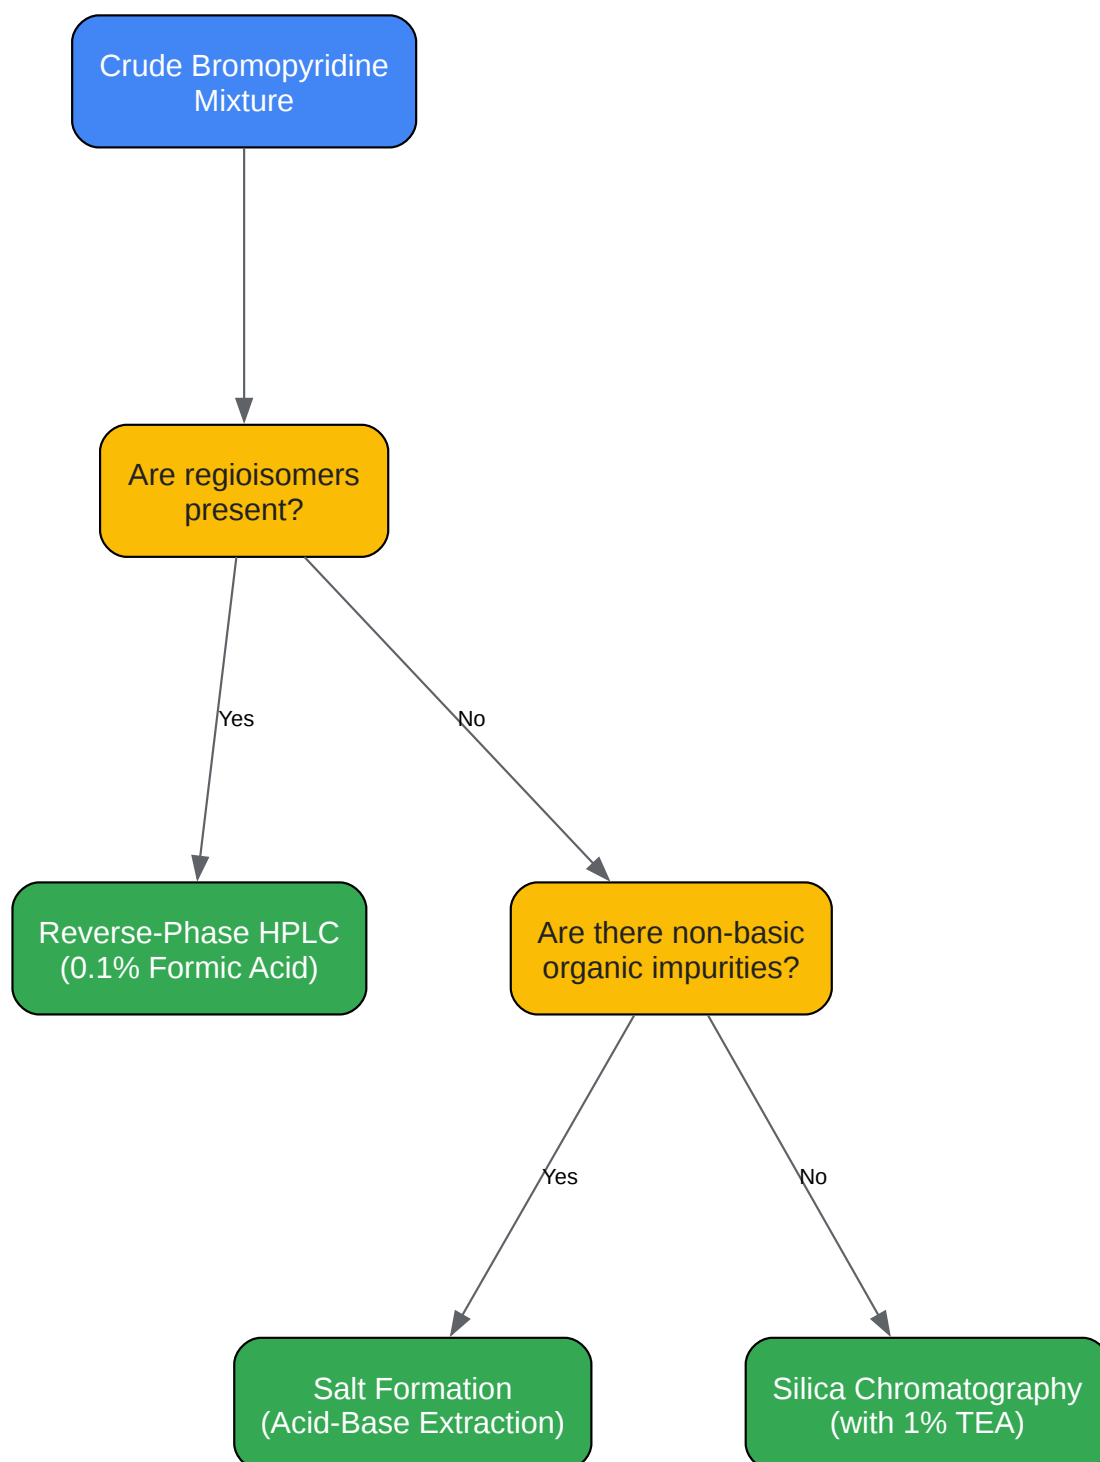 Crude Bromopyridine
Mixture
Are regioisomers
present?
Yes
No
Reverse-Phase HPLC
(0.1% Formic Acid)
Are there non-basic
organic impurities?
Yes
No
Salt Formation
(Acid-Base Extraction)
Silica Chromatography
(with 1% TEA)